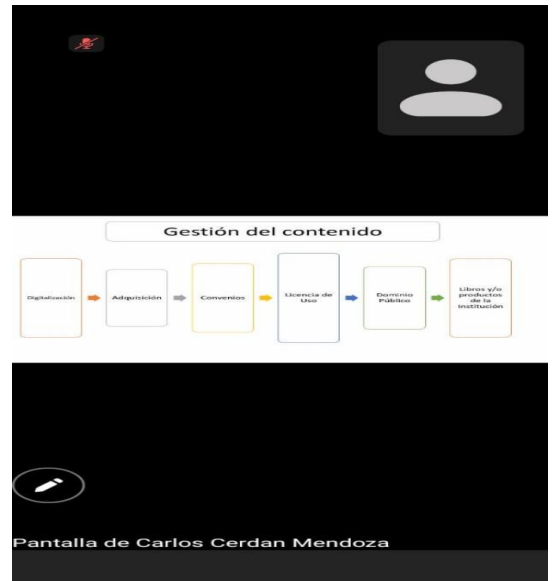 Gestión del contenido
Digitalización
Adquisición
Convenios
Licencia de
Uso
Dominio
Público
Libros y/o
productos
de la
institución
Pantalla de Carlos Cerdan Mendoza